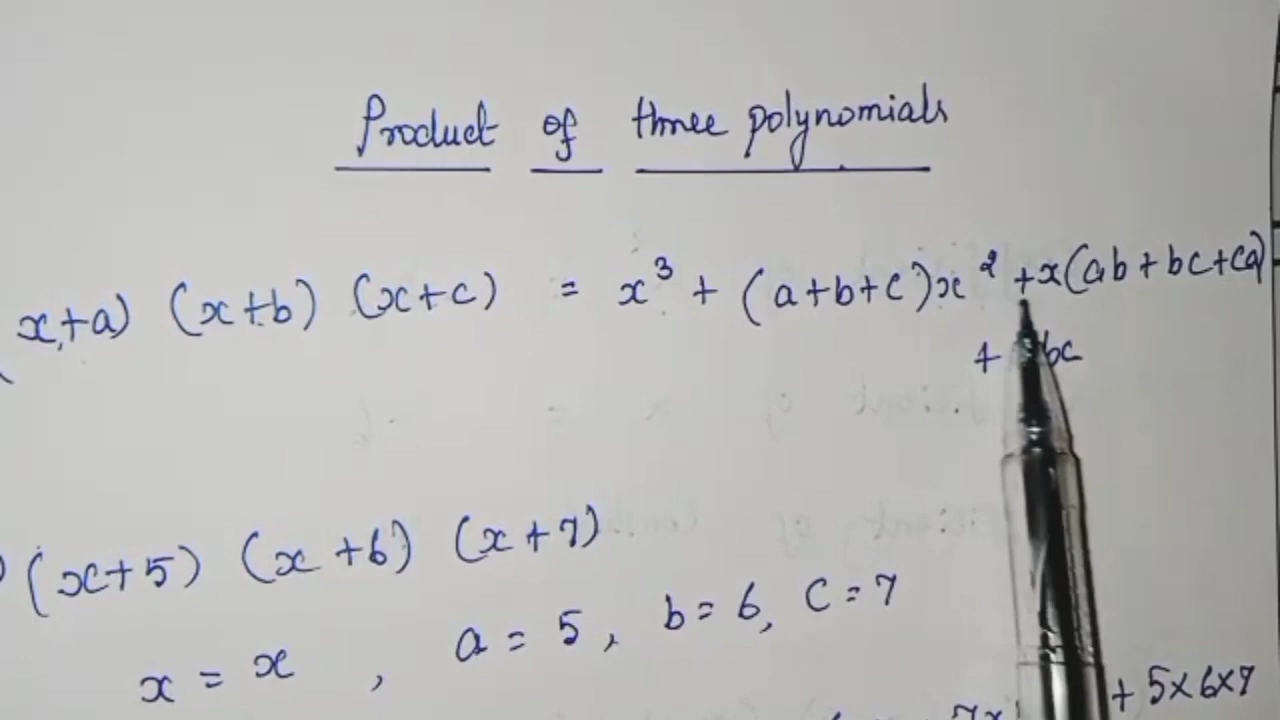 Product of three polynomials
x+a) (x+b) (x+c) = x³ + (a+b+c)x² + x(ab+bc+ca)
+ bc
(x+5) (x+6) (x+7)
x = x , a = 5, b = 6, c = 7
+ 5×6×7